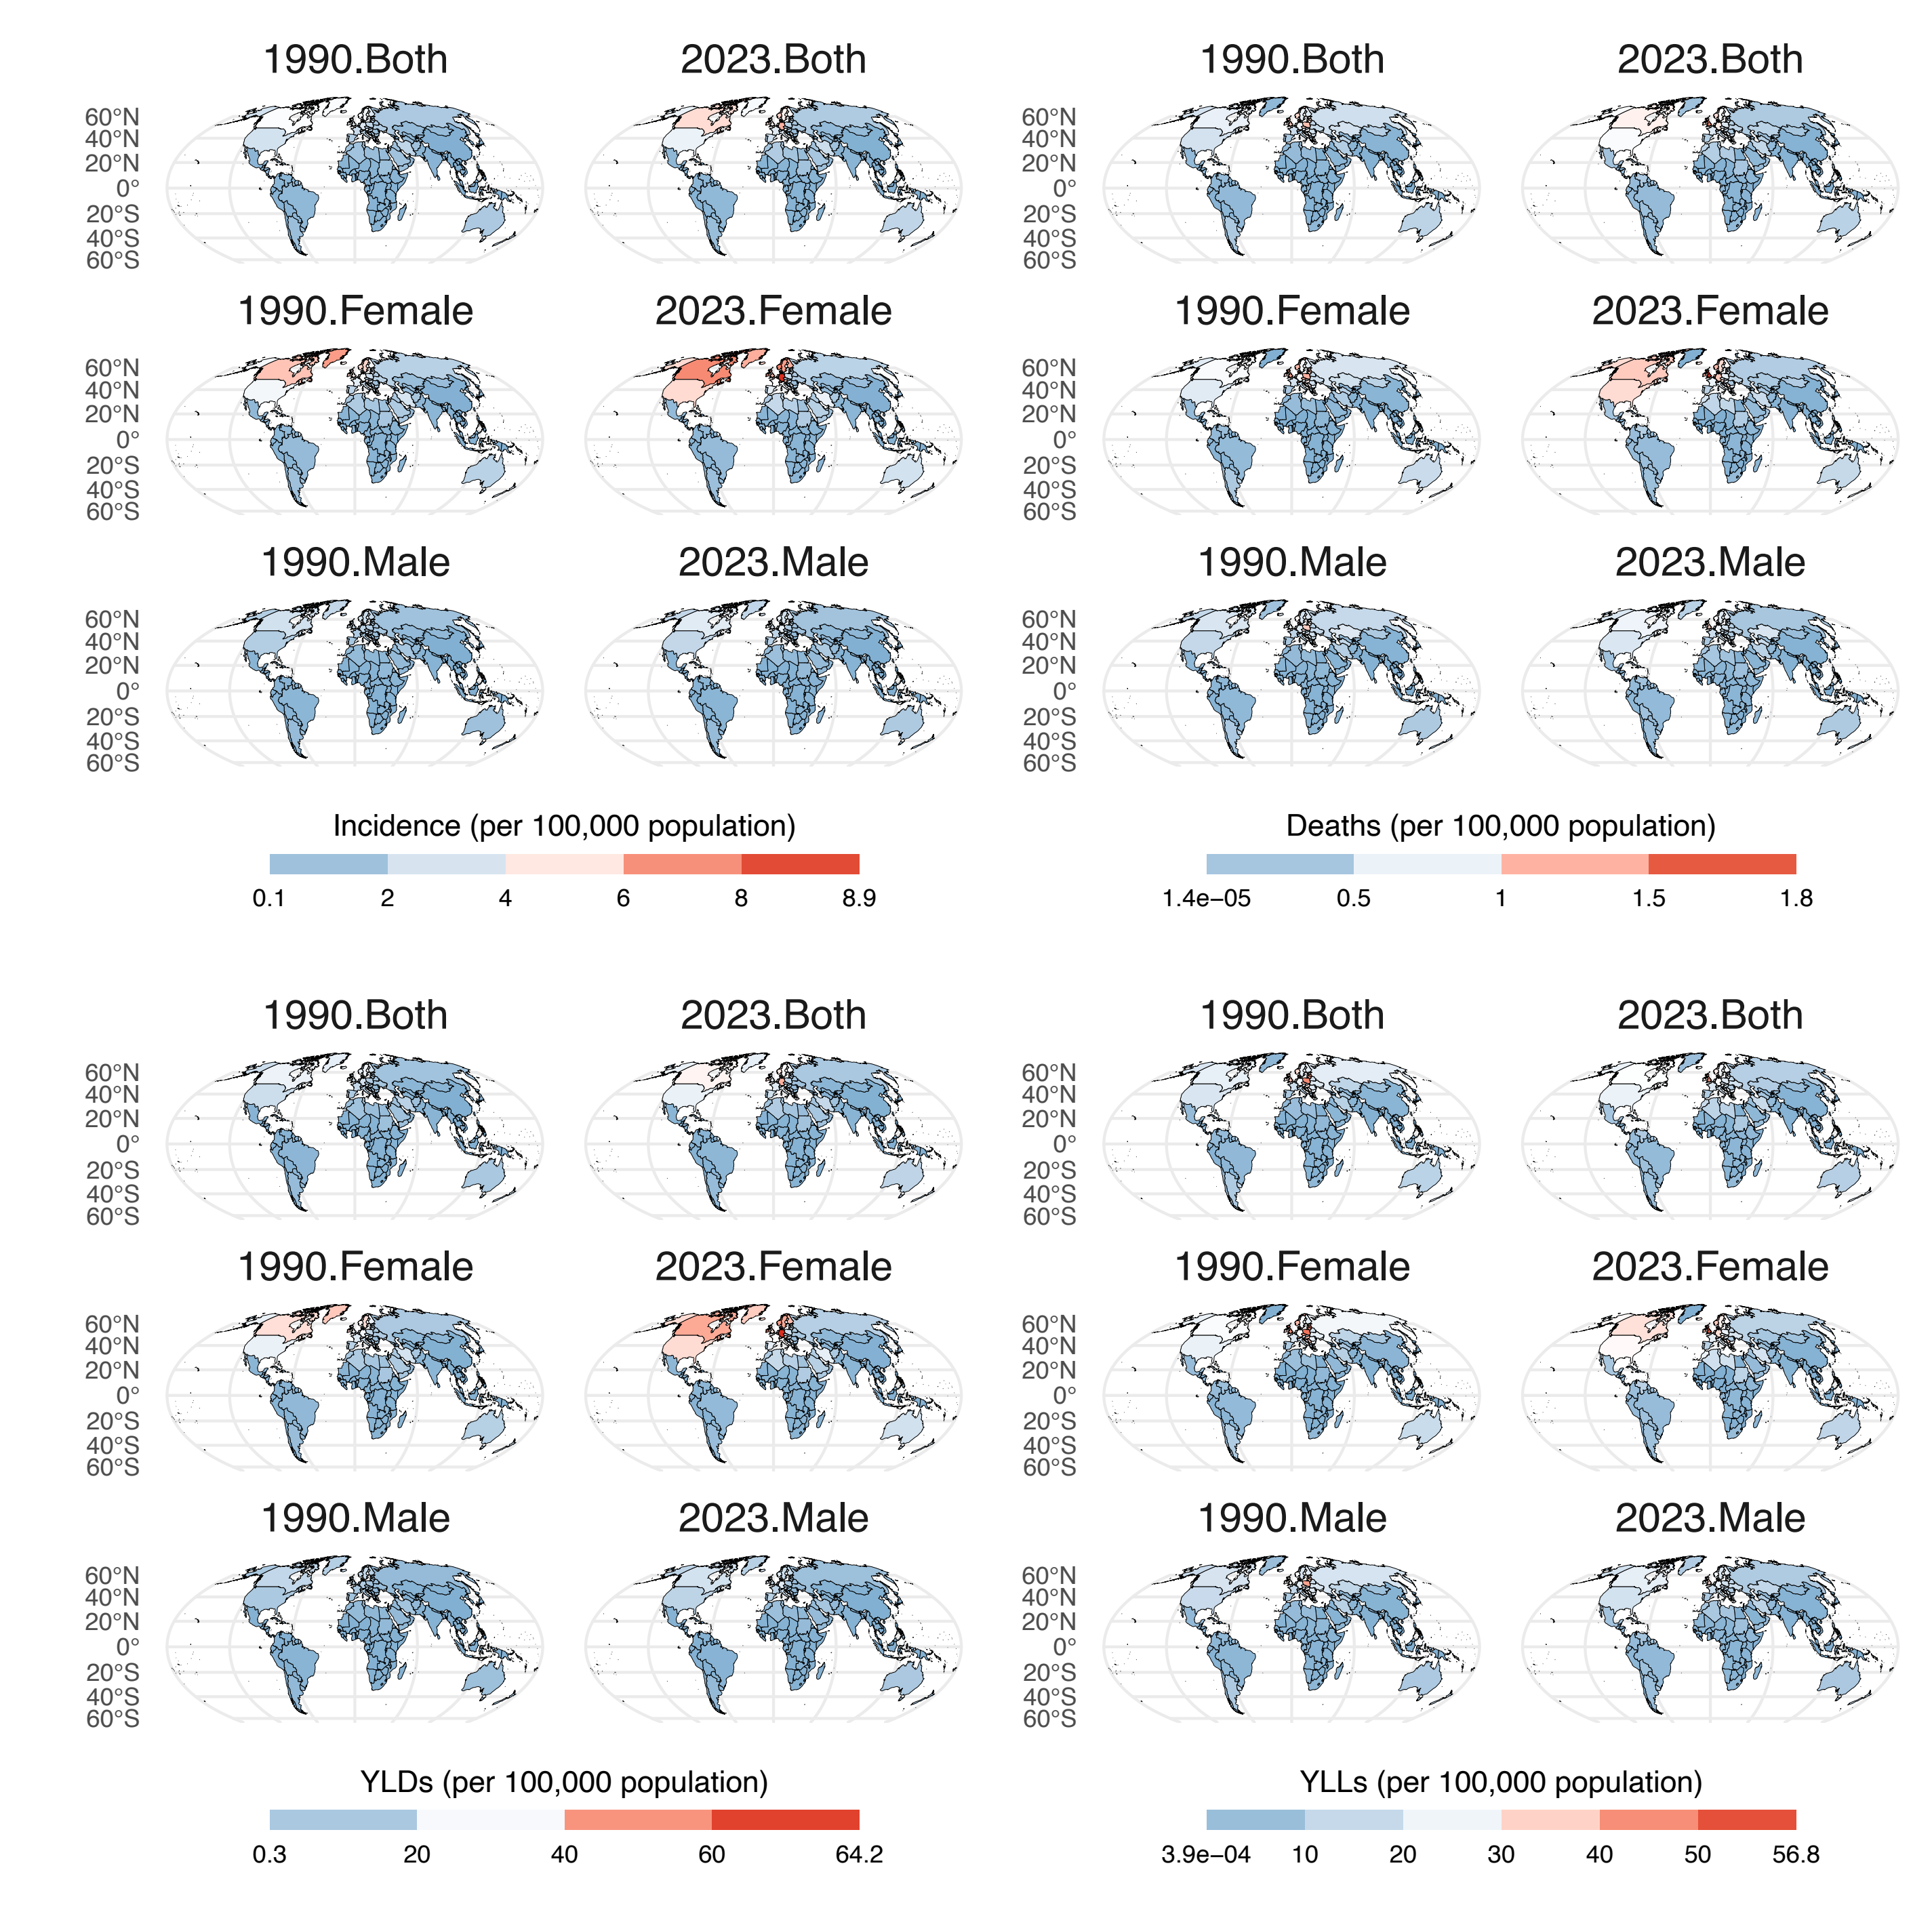 1990.Both 2023.Both
60°N
40°N
20°N
0°
20°S
40°S
60°S
1990.Female 2023.Female
60°N
40°N
20°N
0°
20°S
40°S
60°S
1990.Male 2023.Male
60°N
40°N
20°N
0°
20°S
40°S
60°S
Incidence (per 100,000 population)
0.1 2 4 6 8 8.9
1990.Both 2023.Both
60°N
40°N
20°N
0°
20°S
40°S
60°S
1990.Female 2023.Female
60°N
40°N
20°N
0°
20°S
40°S
60°S
1990.Male 2023.Male
60°N
40°N
20°N
0°
20°S
40°S
60°S
Deaths (per 100,000 population)
1.4e−05 0.5 1 1.5 1.8
1990.Both 2023.Both
60°N
40°N
20°N
0°
20°S
40°S
60°S
1990.Female 2023.Female
60°N
40°N
20°N
0°
20°S
40°S
60°S
1990.Male 2023.Male
60°N
40°N
20°N
0°
20°S
40°S
60°S
YLDs (per 100,000 population)
0.3 20 40 60 64.2
1990.Both 2023.Both
60°N
40°N
20°N
0°
20°S
40°S
60°S
1990.Female 2023.Female
60°N
40°N
20°N
0°
20°S
40°S
60°S
1990.Male 2023.Male
60°N
40°N
20°N
0°
20°S
40°S
60°S
YLLs (per 100,000 population)
3.9e−04 10 20 30 40 50 56.8